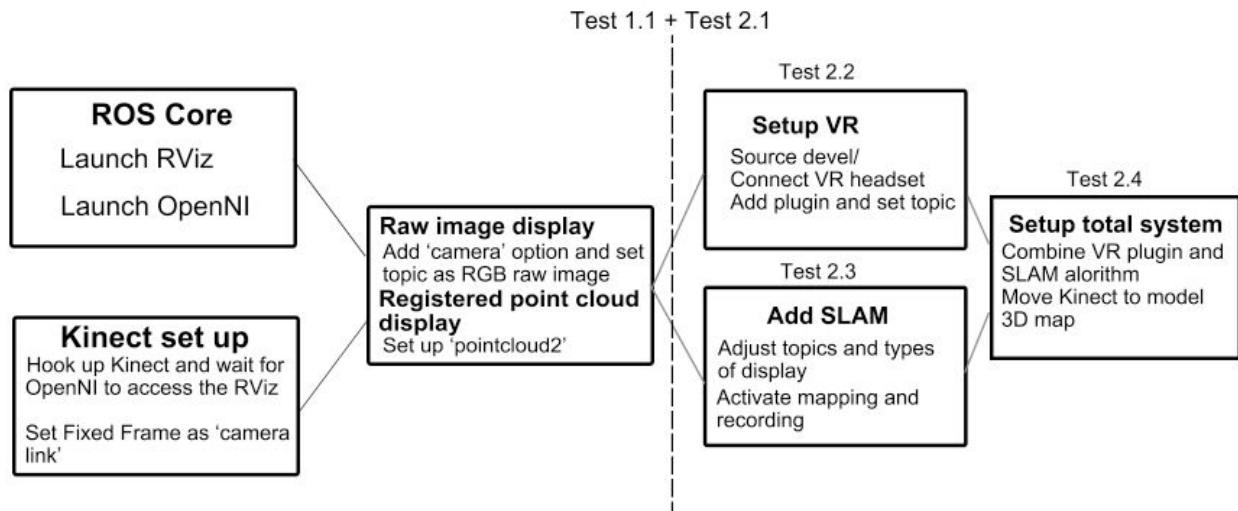 Test 1.1 + Test 2.1
ROS Core
Launch RViz
Launch OpenNI
Kinect set up
Hook up Kinect and wait for
OpenNI to access the RViz
Set Fixed Frame as ‘camera
link’
Raw image display
Add ‘camera’ option and set
topic as RGB raw image
Registered point cloud
display
Set up ‘pointcloud2’
Test 2.2
Setup VR
Source devel/
Connect VR headset
Add plugin and set topic
Test 2.3
Add SLAM
Adjust topics and types
of display
Activate mapping and
recording
Test 2.4
Setup total system
Combine VR plugin and
SLAM alorithm
Move Kinect to model
3D map